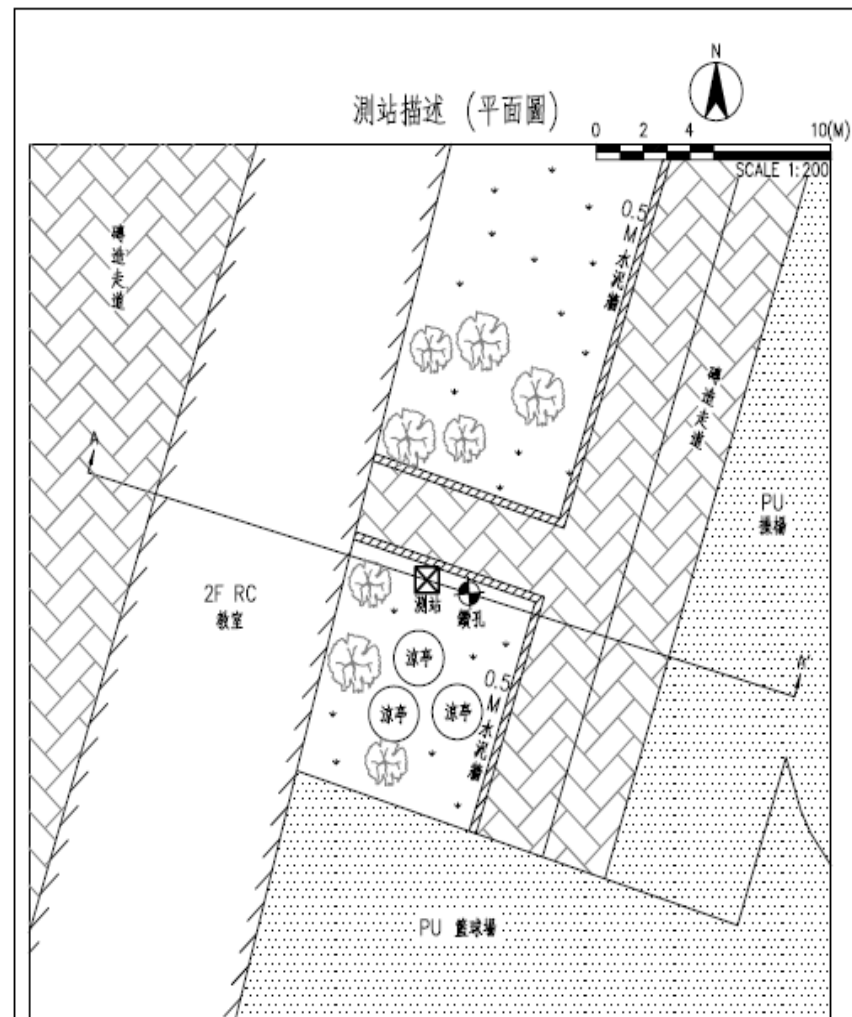 N
測站描述 (平面圖)
0 2 4 10(M)
SCALE 1:200
磚造走道
0.5M水泥牆
磚造走道
A
PU
操場
2F RC
教室
測站
鑽孔
A'
涼亭
涼亭
涼亭
0.5M水泥牆
PU 籃球場